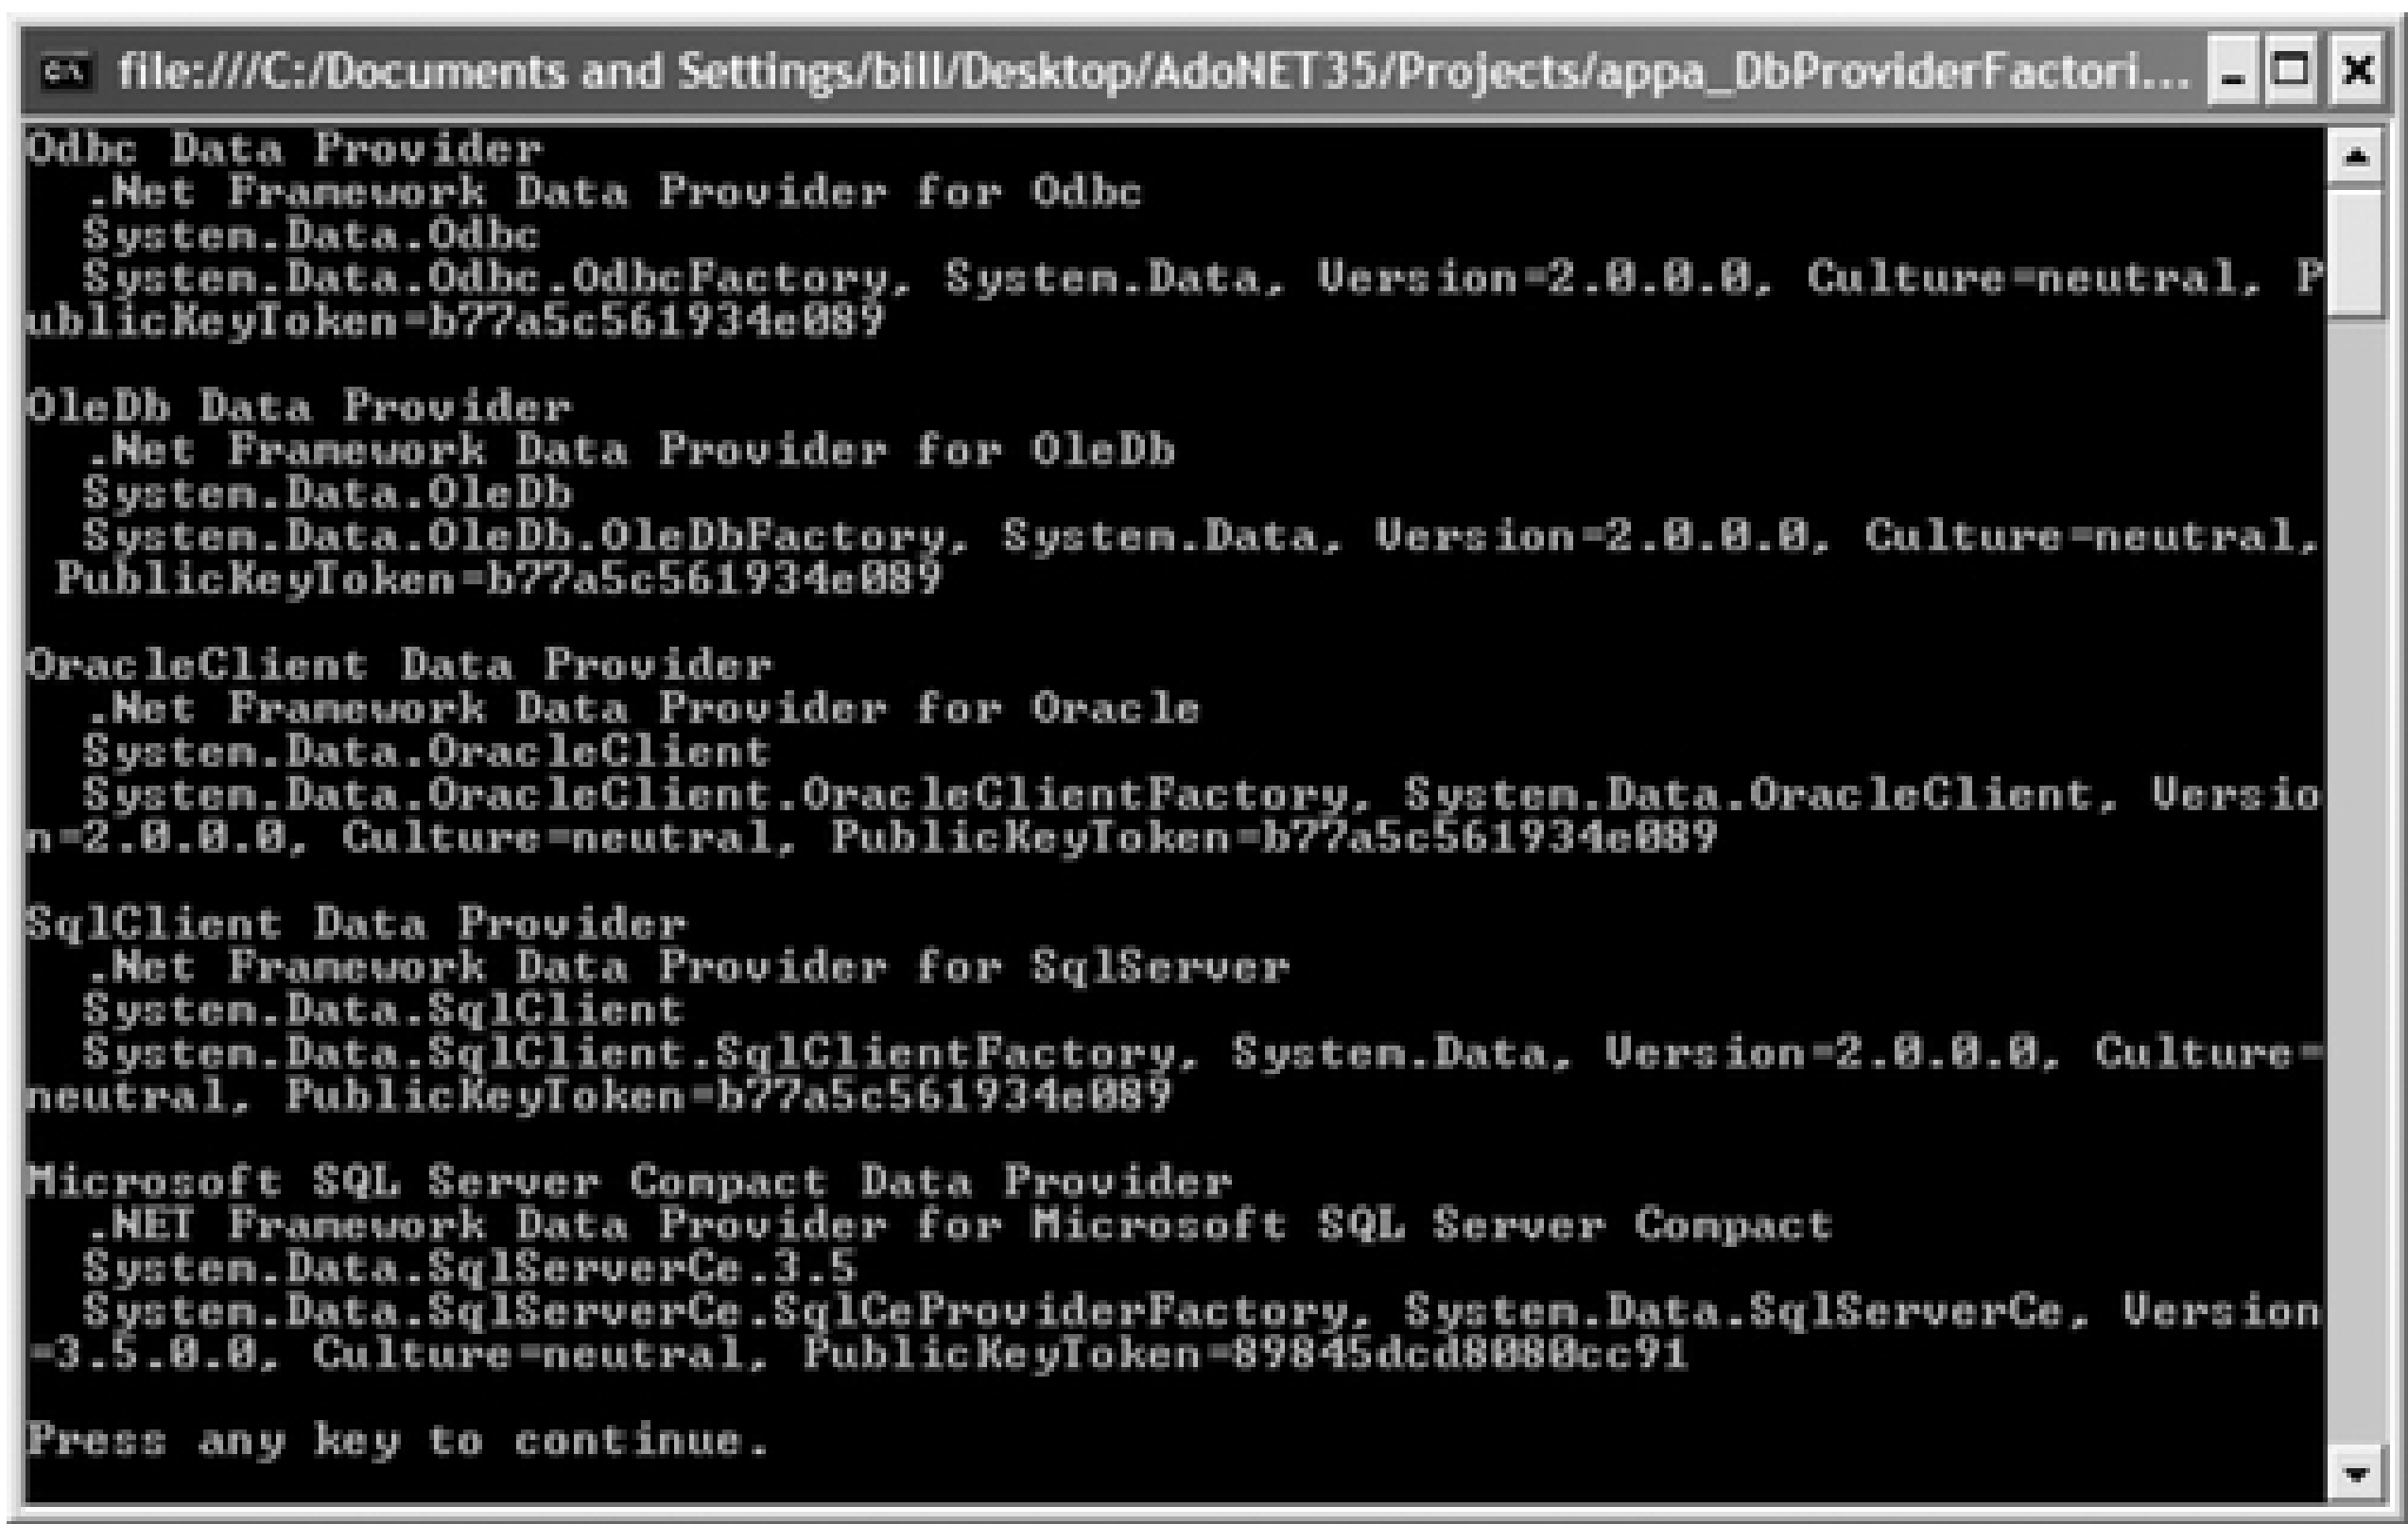 file:///C:/Documents and Settings/bill/Desktop/AdoNET35/Projects/appa_DbProviderFactori...
Odbc Data Provider
.Net Framework Data Provider for Odbc
System.Data.Odbc
System.Data.Odbc.OdbcFactory, System.Data, Version=2.0.0.0, Culture=neutral, P
ublicKeyToken=b77a5c561934e089
OleDb Data Provider
.Net Framework Data Provider for OleDb
System.Data.OleDb
System.Data.OleDb.OleDbFactory, System.Data, Version=2.0.0.0, Culture=neutral,
PublicKeyToken=b77a5c561934e089
OracleClient Data Provider
.Net Framework Data Provider for Oracle
System.Data.OracleClient
System.Data.OracleClient.OracleClientFactory, System.Data.OracleClient, Versio
n=2.0.0.0, Culture=neutral, PublicKeyToken=b77a5c561934e089
SqlClient Data Provider
.Net Framework Data Provider for SqlServer
System.Data.SqlClient
System.Data.SqlClient.SqlClientFactory, System.Data, Version=2.0.0.0, Culture=
neutral, PublicKeyToken=b77a5c561934e089
Microsoft SQL Server Compact Data Provider
.NET Framework Data Provider for Microsoft SQL Server Compact
System.Data.SqlServerCe.3.5
System.Data.SqlServerCe.SqlCeProviderFactory, System.Data.SqlServerCe, Version
=3.5.0.0, Culture=neutral, PublicKeyToken=89845dcd8080cc91
Press any key to continue.